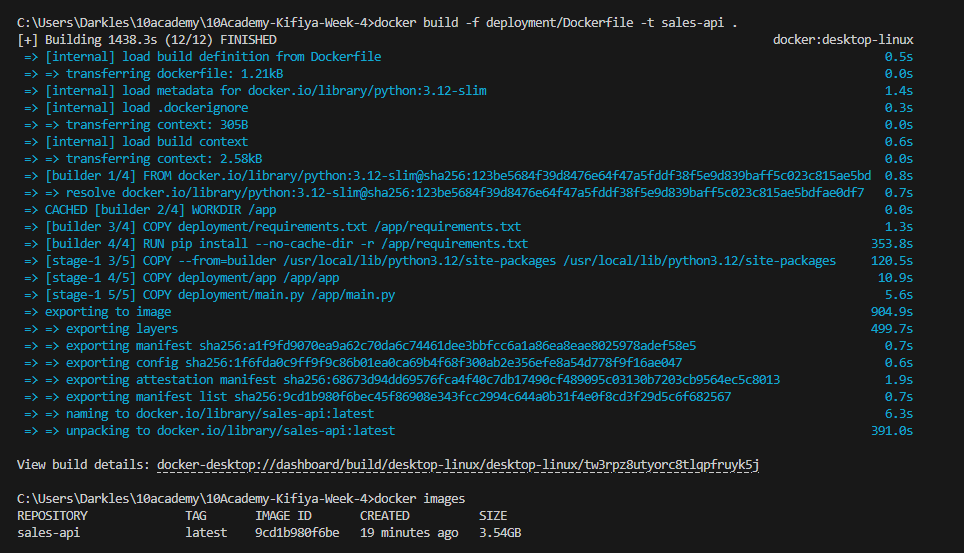 C:\Users\Darkles\10academy\10Academy-Kifiya-Week-4>docker build -f deployment/Dockerfile -t sales-api .
[+] Building 1438.3s (12/12) FINISHED docker:desktop-linux
=> [internal] load build definition from Dockerfile 0.5s
=> => transferring dockerfile: 1.21kB 0.0s
=> [internal] load metadata for docker.io/library/python:3.12-slim 1.4s
=> [internal] load .dockerignore 0.3s
=> => transferring context: 305B 0.0s
=> [internal] load build context 0.6s
=> => transferring context: 2.58kB 0.0s
=> [builder 1/4] FROM docker.io/library/python:3.12-slim@sha256:123be5684f39d8476e64f47a5fddf38f5e9d839baff5c023c815ae5bd 0.8s
=> => resolve docker.io/library/python:3.12-slim@sha256:123be5684f39d8476e64f47a5fddf38f5e9d839baff5c023c815ae5bdfae0df7 0.7s
=> CACHED [builder 2/4] WORKDIR /app 0.0s
=> [builder 3/4] COPY deployment/requirements.txt /app/requirements.txt 1.3s
=> [builder 4/4] RUN pip install --no-cache-dir -r /app/requirements.txt 353.8s
=> [stage-1 3/5] COPY --from=builder /usr/local/lib/python3.12/site-packages /usr/local/lib/python3.12/site-packages 120.5s
=> [stage-1 4/5] COPY deployment/app /app/app 10.9s
=> [stage-1 5/5] COPY deployment/main.py /app/main.py 5.6s
=> exporting to image 904.9s
=> => exporting layers 499.7s
=> => exporting manifest sha256:a1f9fd9070ea9a62c70da6c74461dee3bbfcc6a1a86ea8eae8025978adef58e5 0.7s
=> => exporting config sha256:1f6fda0c9ff9f9c86b01ea0ca69b4f68f300ab2e356efe8a54d778f9f16ae047 0.6s
=> => exporting attestation manifest sha256:68673d94dd69576fca4f40c7db17490cf489095c03130b7203cb9564ec5c8013 1.9s
=> => exporting manifest list sha256:9cd1b980f6bec45f86908e343fcc2994c644a0b31f4e0f8cd3f29d5c6f682567 0.7s
=> => naming to docker.io/library/sales-api:latest 6.3s
=> => unpacking to docker.io/library/sales-api:latest 391.0s
View build details: docker-desktop://dashboard/build/desktop-linux/desktop-linux/tw3rpz8utyorc8tlqpfruyk5j
C:\Users\Darkles\10academy\10Academy-Kifiya-Week-4>docker images
REPOSITORY TAG IMAGE ID CREATED SIZE
sales-api latest 9cd1b980f6be 19 minutes ago 3.54GB